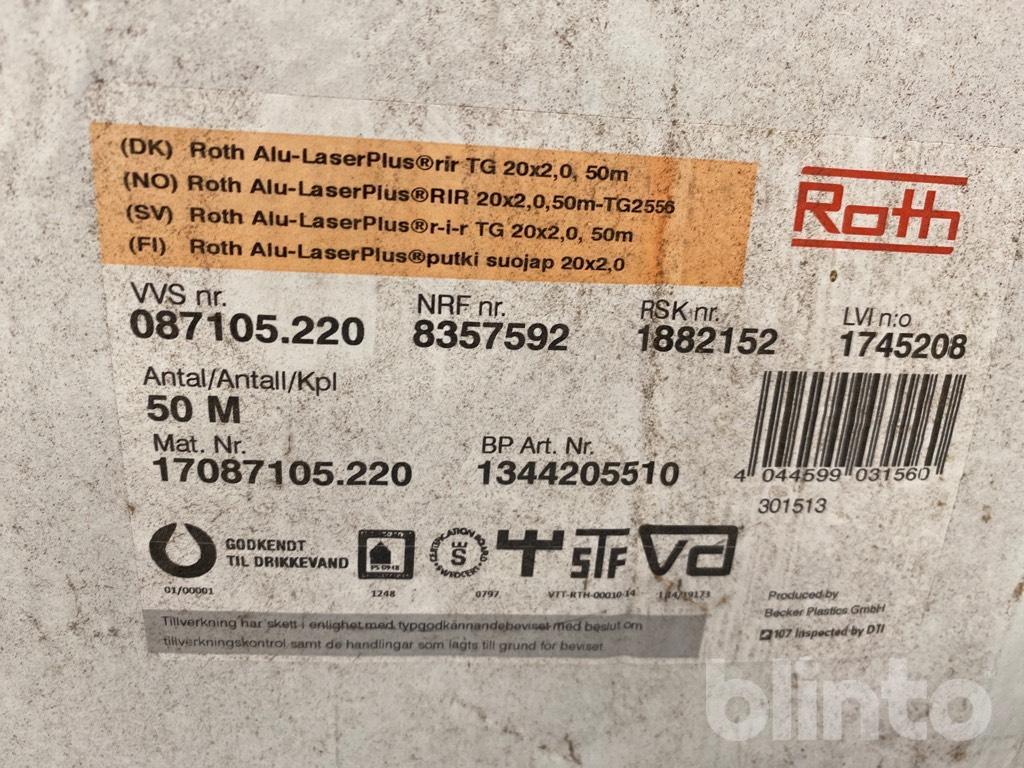 (DK) Roth Alu-LaserPlus®rir TG 20x2,0, 50m
(NO) Roth Alu-LaserPlus®RIR 20x2,0,50m-TG2556
(SV) Roth Alu-LaserPlus®r-i-r TG 20x2,0, 50m
(FI) Roth Alu-LaserPlus®putki suojap 20x2,0
Roth
VVS nr. NRF nr. RSK nr. LVI n:o
087105.220 8357592 1882152 1745208
Antal/Antall/Kpl
50 M
Mat. Nr. BP Art. Nr.
17087105.220 1344205510
4 044599 031560
301513
GODKENDT
TIL DRIKKEVAND
CERTIFICATION BOARD
STF
01/00001 1248 0797 VTT-RTH-00010-14
Produced by
Becker Plastics GmbH
107 Inspected by DTI
Tillverkning har skett i enlighet med typgodkännandebeviset med beslut om
tillverkningskontrol samt de handlingar som lagts till grund för beviset
blinto